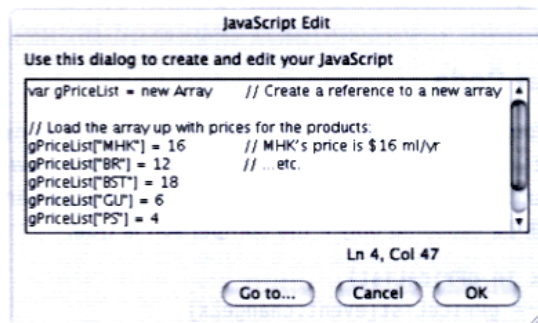 JavaScript Edit
Use this dialog to create and edit your JavaScript
var gPriceList = new Array // Create a reference to a new array
// Load the array up with prices for the products:
gPriceList["MHK"] = 16 // MHK's price is $16 ml/yr
gPriceList["BR"] = 12 // ...etc.
gPriceList["BST"] = 18
gPriceList["GU"] = 6
gPriceList["PS"] = 4
Ln 4, Col 47
Go to... Cancel OK